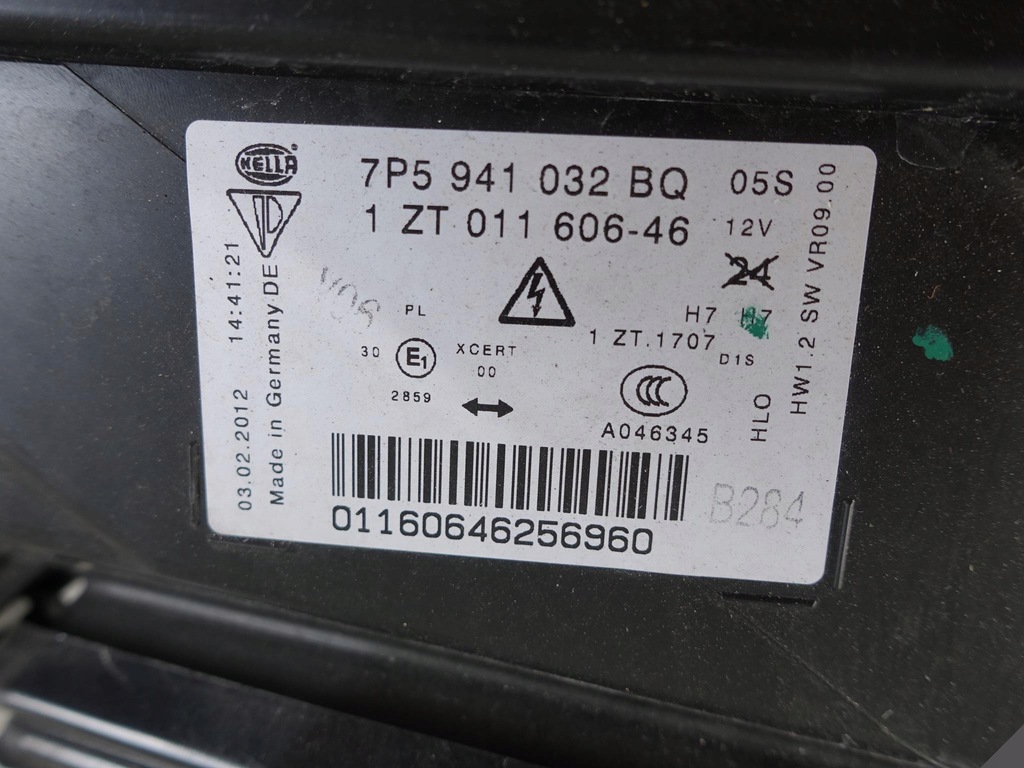 HELLA
7P5 941 032 BQ 05S
1 ZT 011 606-46 12V
24
H7 H7
1 ZT.1707
D1S
PL
30 E1 XCERT
00
2859
CCC
A046345
HLO
HW1.2 SW VR09.00
03.02.2012 14:41:21
Made in Germany DE
01160646256960
B284